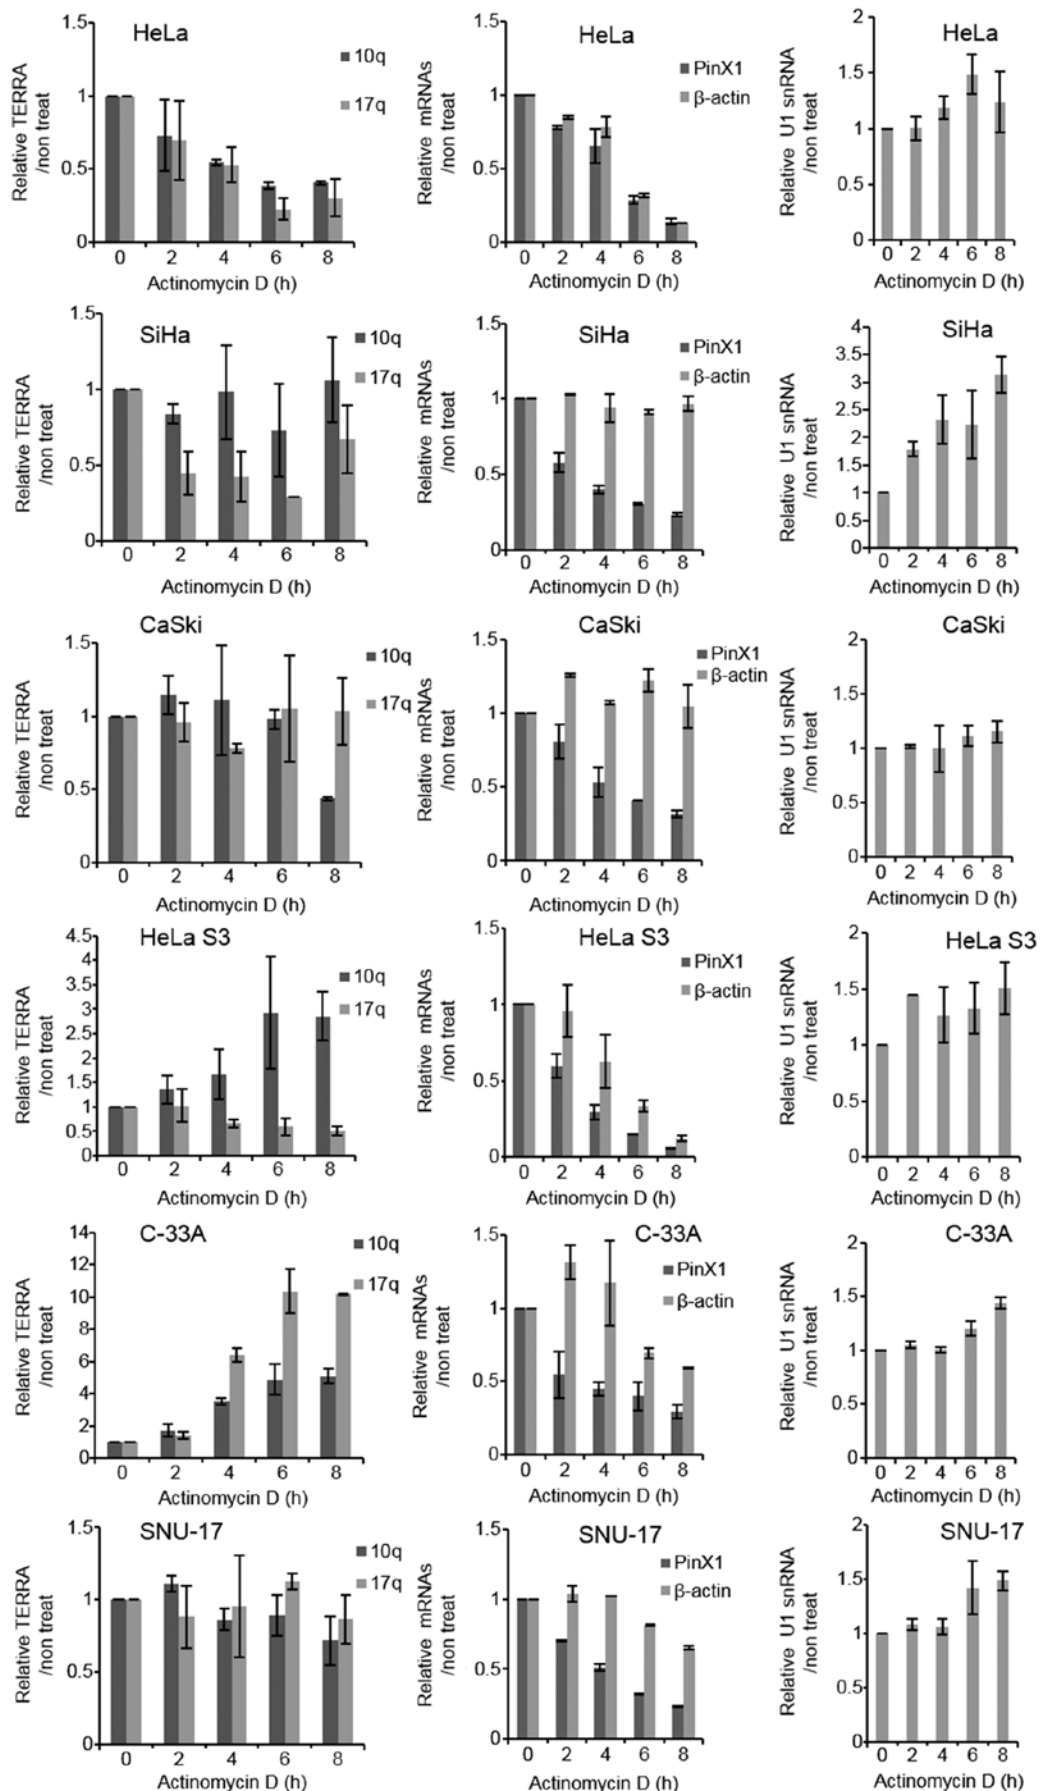 HeLa
1.5
1
0.5
0
Relative TERRA
/non treat
10q
17q
0 2 4 6 8
Actinomycin D (h)
HeLa
1.5
1
0.5
0
Relative mRNAs
/non treat
PinX1
β-actin
0 2 4 6 8
Actinomycin D (h)
HeLa
2
1.5
1
0.5
0
Relative U1 snRNA
/non treat
0 2 4 6 8
Actinomycin D (h)
SiHa
1.5
1
0.5
0
Relative TERRA
/non treat
10q
17q
0 2 4 6 8
Actinomycin D (h)
SiHa
1.5
1
0.5
0
Relative mRNAs
/non treat
PinX1
β-actin
0 2 4 6 8
Actinomycin D (h)
SiHa
4
3.5
3
2.5
2
1.5
1
0.5
0
Relative U1 snRNA
/non treat
0 2 4 6 8
Actinomycin D (h)
CaSki
1.5
1
0.5
0
Relative TERRA
/non treat
10q
17q
0 2 4 6 8
Actinomycin D (h)
CaSki
1.5
1
0.5
0
Relative mRNAs
/non treat
PinX1
β-actin
0 2 4 6 8
Actinomycin D (h)
CaSki
2
1.5
1
0.5
0
Relative U1 snRNA
/non treat
0 2 4 6 8
Actinomycin D (h)
HeLa S3
4.5
4
3.5
3
2.5
2
1.5
1
0.5
0
Relative TERRA
/non treat
10q
17q
0 2 4 6 8
Actinomycin D (h)
HeLa S3
1.5
1
0.5
0
Relative mRNAs
/non treat
PinX1
β-actin
0 2 4 6 8
Actinomycin D (h)
HeLa S3
2
1.5
1
0.5
0
Relative U1 snRNA
/non treat
0 2 4 6 8
Actinomycin D (h)
C-33A
14
12
10
8
6
4
2
0
Relative TERRA
/non treat
10q
17q
0 2 4 6 8
Actinomycin D (h)
C-33A
1.5
1
0.5
0
Relative mRNAs
/non treat
PinX1
β-actin
0 2 4 6 8
Actinomycin D (h)
C-33A
2
1.5
1
0.5
0
Relative U1 snRNA
/non treat
0 2 4 6 8
Actinomycin D (h)
SNU-17
1.5
1
0.5
0
Relative TERRA
/non treat
10q
17q
0 2 4 6 8
Actinomycin D (h)
SNU-17
1.5
1
0.5
0
Relative mRNAs
/non treat
PinX1
β-actin
0 2 4 6 8
Actinomycin D (h)
SNU-17
2
1.5
1
0.5
0
Relative U1 snRNA
/non treat
0 2 4 6 8
Actinomycin D (h)